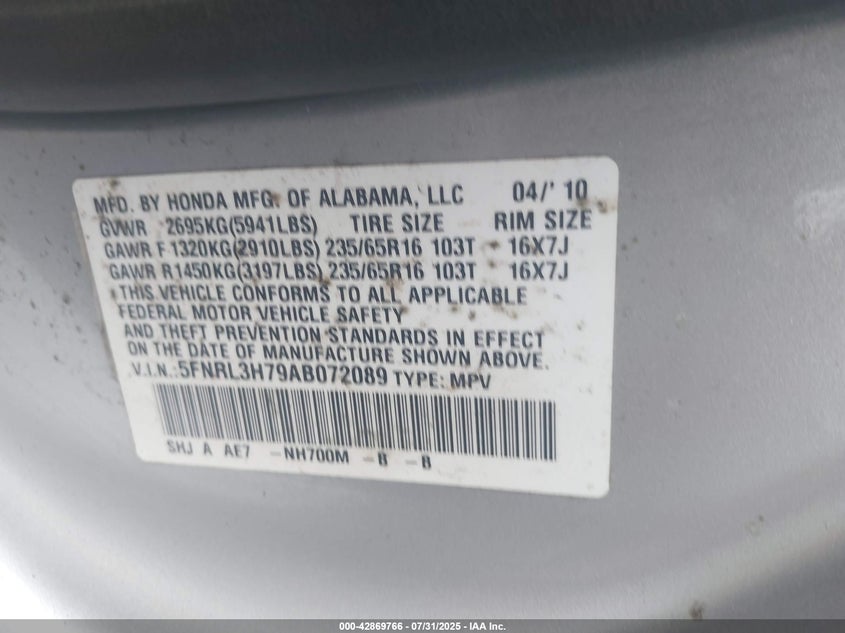 MFD. BY HONDA MFG. OF ALABAMA, LLC 04/' 10
GVWR 2695KG(5941LBS) TIRE SIZE RIM SIZE
GAWR F 1320KG(2910LBS) 235/65R16 103T 16X7J
GAWR R1450KG(3197LBS) 235/65R16 103T 16X7J
THIS VEHICLE CONFORMS TO ALL APPLICABLE
FEDERAL MOTOR VEHICLE SAFETY
AND THEFT PREVENTION STANDARDS IN EFFECT
ON THE DATE OF MANUFACTURE SHOWN ABOVE.
V.I.N.:5FNRL3H79AB072089 TYPE: MPV
SHJ A AE7 -NH700M -B -B
000-42869766 - 07/31/2025 - IAA Inc.